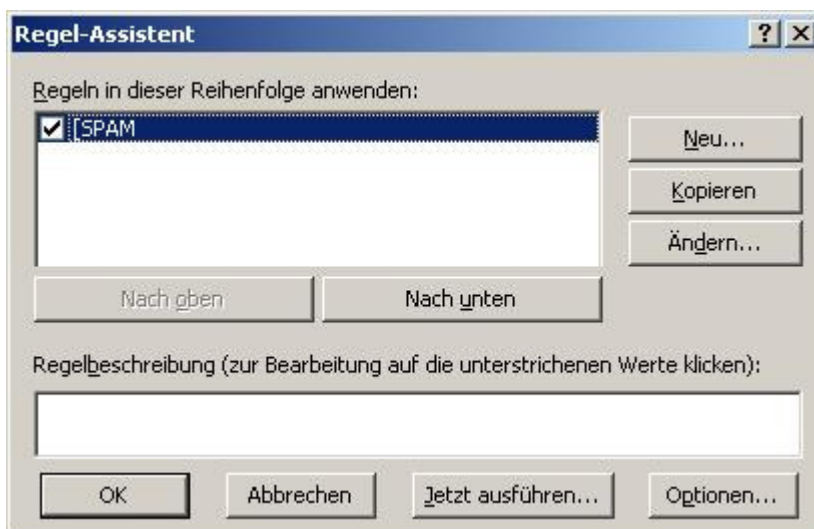 Regel-Assistent
Regeln in dieser Reihenfolge anwenden:
[SPAM
Neu...
Kopieren
Ändern...
Nach oben
Nach unten
Regelbeschreibung (zur Bearbeitung auf die unterstrichenen Werte klicken):
OK
Abbrechen
Jetzt ausführen...
Optionen...